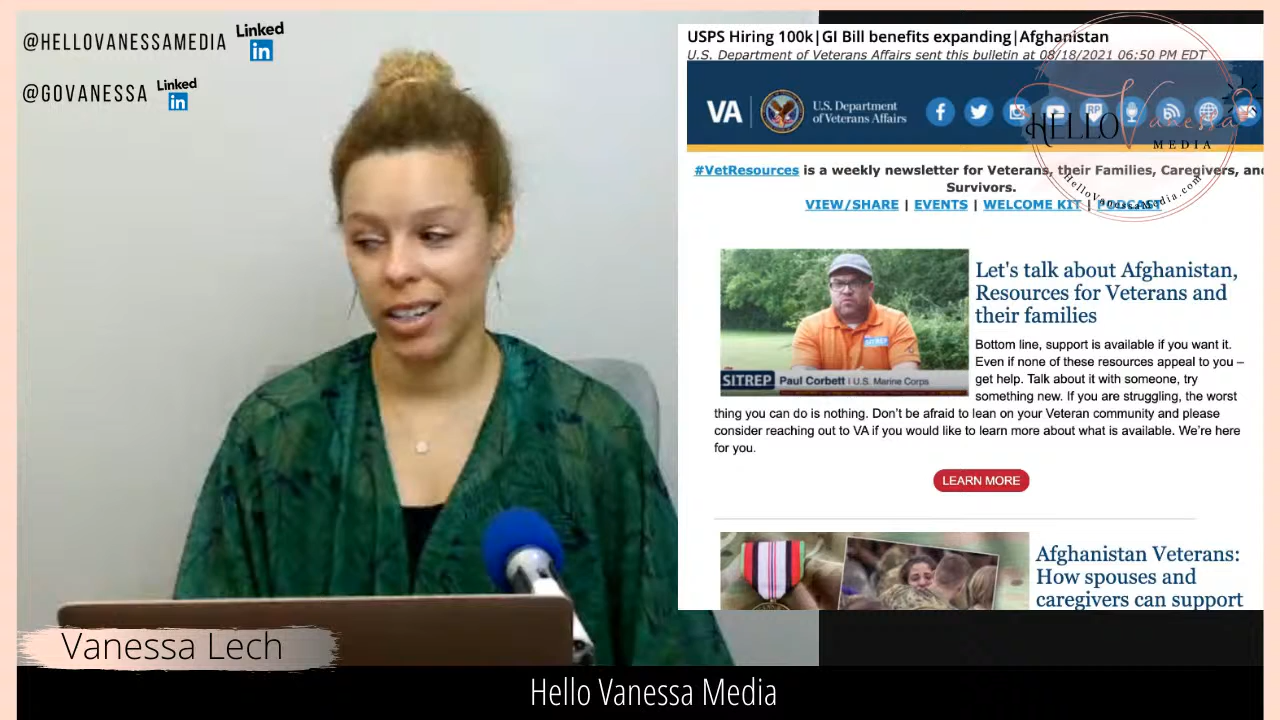 @HELLOVANESSAMEDIA
Linked in
@GOVANESSA
Linked in
USPS Hiring 100k|GI Bill benefits expanding|Afghanistan
U.S. Department of Veterans Affairs sent this bulletin at 08/18/2021 06:50 PM EDT
VA
U.S. Department
of Veterans Affairs
RP
HELLO Vanessa
MEDIA
HelloVanessaMedia.com
#VetResources is a weekly newsletter for Veterans, their Families, Caregivers, and
Survivors.
VIEW/SHARE | EVENTS | WELCOME KIT | PODCAST
Let's talk about Afghanistan,
Resources for Veterans and
their families
SITREP
SITREP Paul Corbett | U.S. Marine Corps
Bottom line, support is available if you want it.
Even if none of these resources appeal to you –
get help. Talk about it with someone, try
something new. If you are struggling, the worst
thing you can do is nothing. Don't be afraid to lean on your Veteran community and please
consider reaching out to VA if you would like to learn more about what is available. We're here
for you.
LEARN MORE
Afghanistan Veterans:
How spouses and
caregivers can support
Vanessa Lech
Hello Vanessa Media